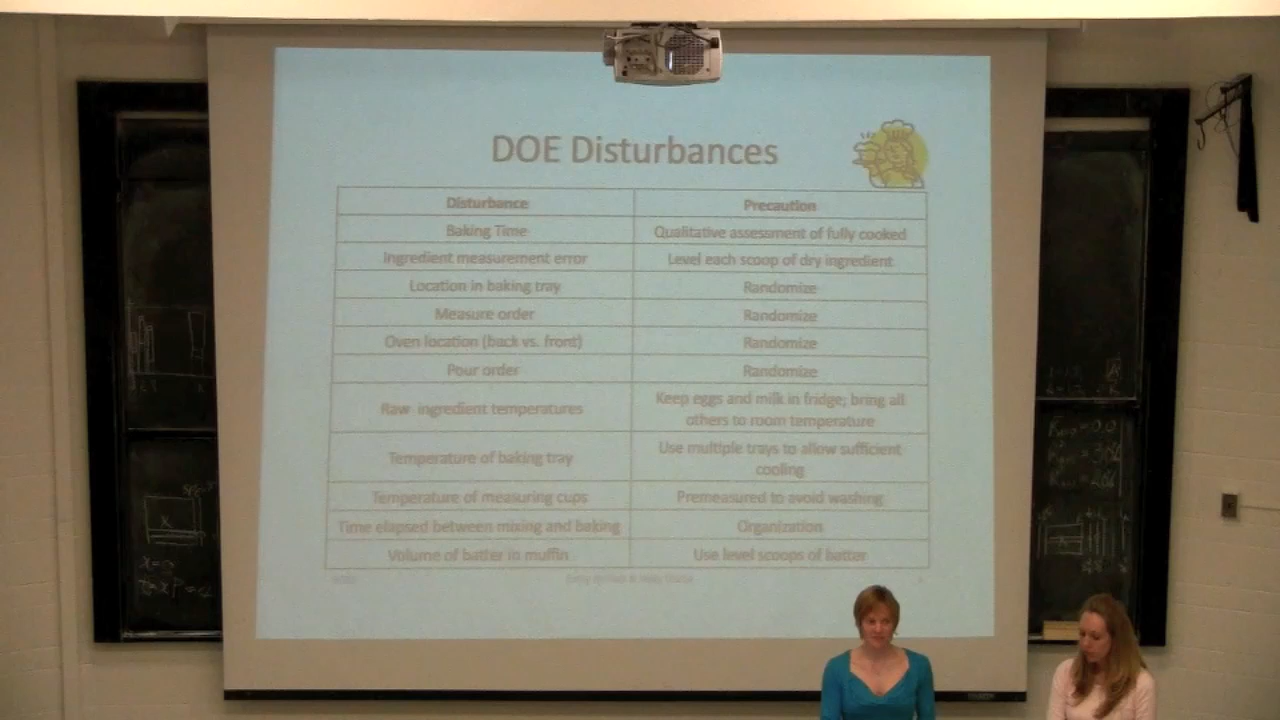 DOE Disturbances
Disturbance Precaution
Baking Time Qualitative assessment of fully cooked
Ingredient measurement error Level each scoop of dry ingredient
Location in baking tray Randomize
Measure order Randomize
Oven location (back vs. front) Randomize
Pour order Randomize
Raw ingredient temperatures Keep eggs and milk in fridge; bring all
others to room temperature
Temperature of baking tray Use multiple trays to allow sufficient
cooling
Temperature of measuring cups Premeasured to avoid washing
Time elapsed between mixing and baking Organization
Volume of batter in muffin Use level scoops of batter